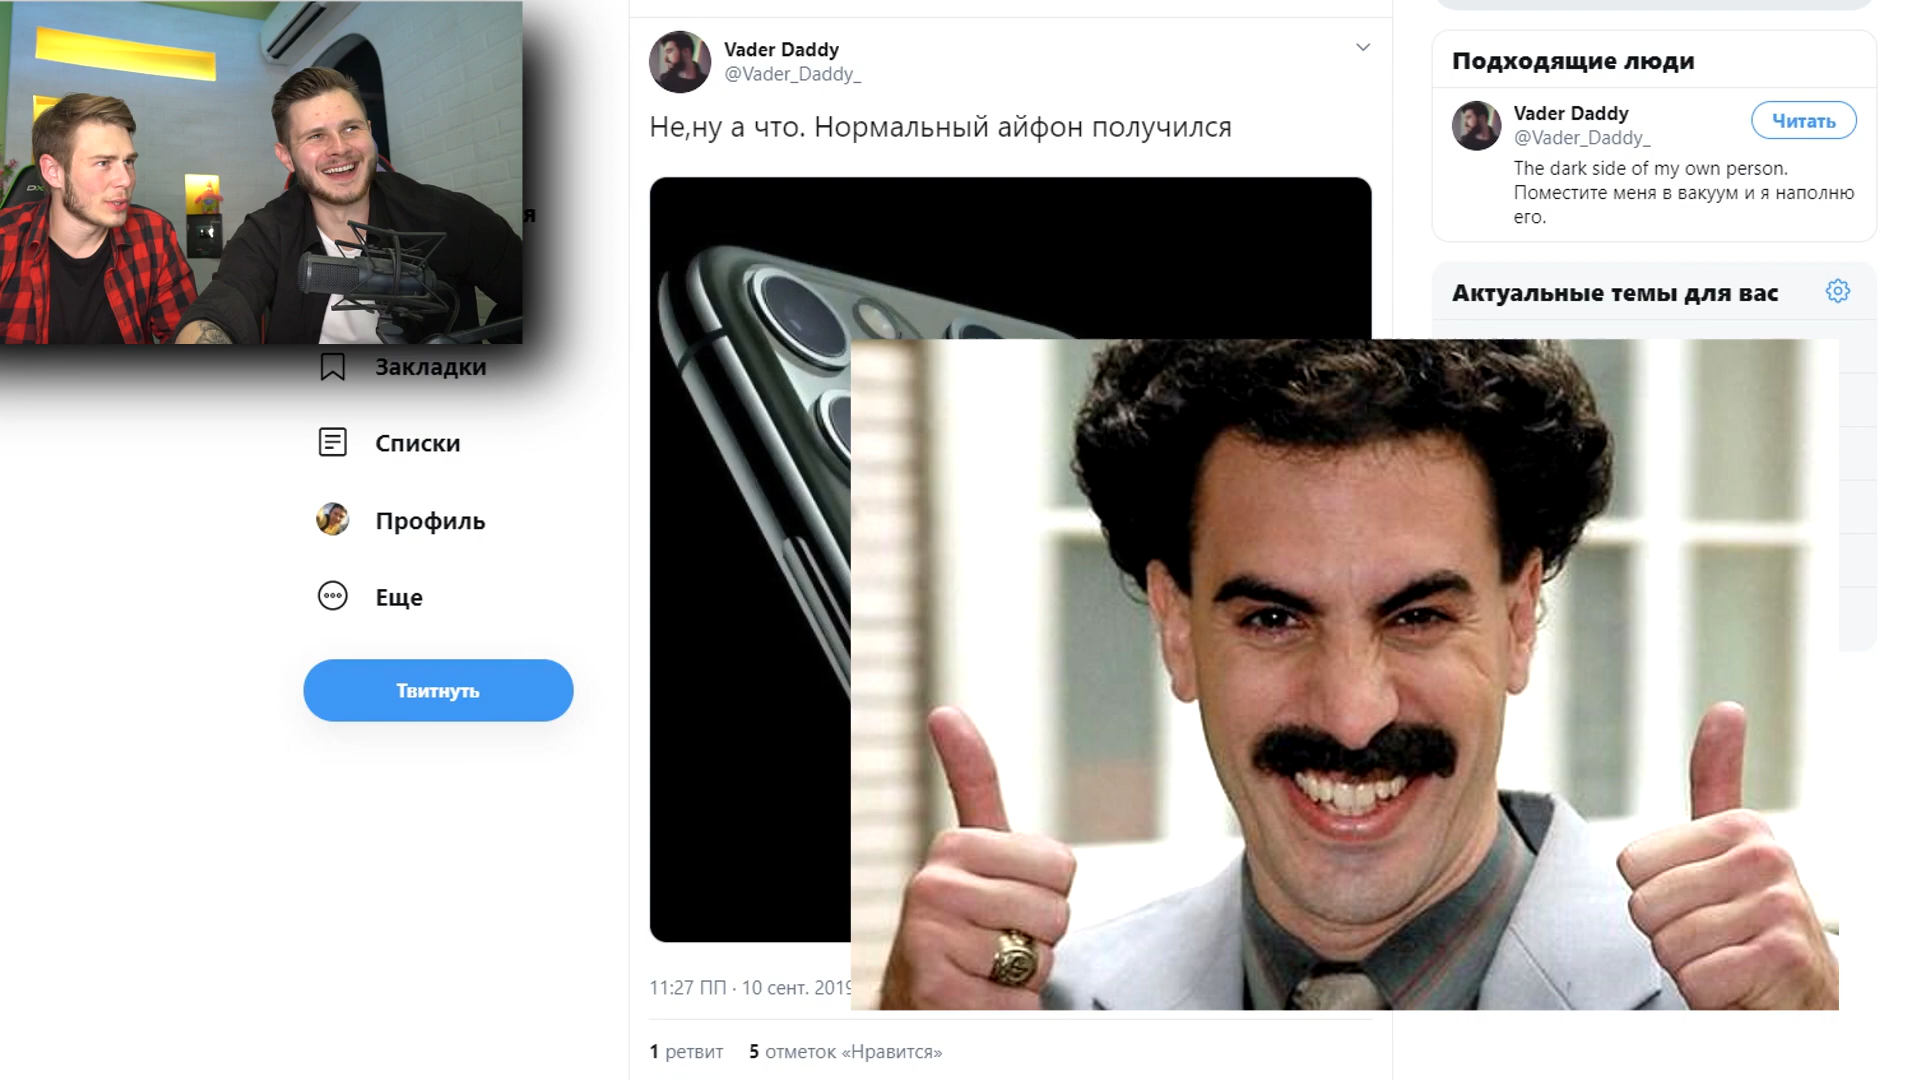 Vader Daddy
@Vader_Daddy_
Не,ну а что. Нормальный айфон получился
11:27 ПП · 10 сент. 2019
1 ретвит 5 отметок «Нравится»
я
Закладки
Списки
Профиль
Еще
Твитнуть
Подходящие люди
Vader Daddy
@Vader_Daddy_
Читать
The dark side of my own person.
Поместите меня в вакуум и я наполню
его.
Актуальные темы для вас
DX